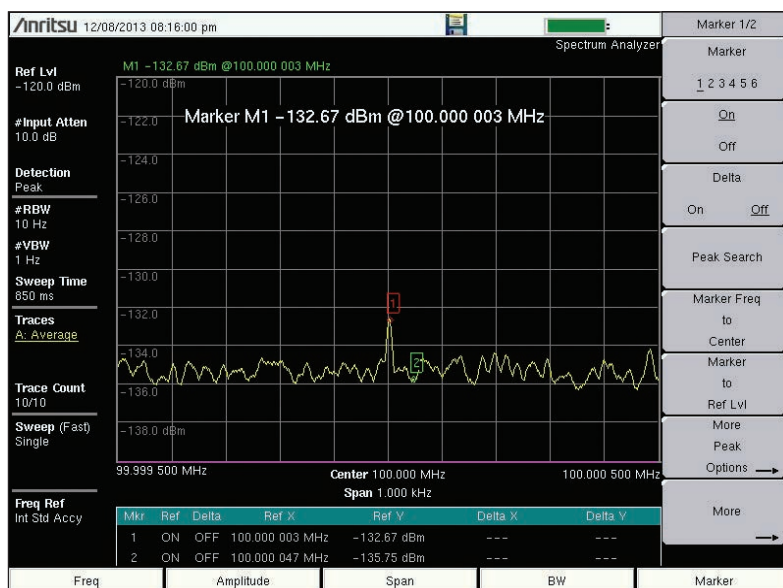 Anritsu 12/08/2013 08:16:00 pm
Spectrum Analyzer
Ref Lvl
-120.0 dBm
#Input Atten
10.0 dB
Detection
Peak
#RBW
10 Hz
#VBW
1 Hz
Sweep Time
850 ms
Traces
A: Average
Trace Count
10/10
Sweep (Fast)
Single
Freq Ref
Int Std Accy
M1 -132.67 dBm @100.000 003 MHz
-120.0 dBm
Marker M1 -132.67 dBm @100.000 003 MHz
-122.0
-124.0
-126.0
-128.0
-130.0
1
-132.0
-134.0
2
-136.0
-138.0 dBm
99.999 500 MHz
Center 100.000 MHz
100.000 500 MHz
Span 1.000 kHz
Mkr Ref Delta Ref X Ref Y Delta X Delta Y
1 ON OFF 100.000 003 MHz -132.67 dBm --- ---
2 ON OFF 100.000 047 MHz -135.75 dBm --- ---
Marker 1/2
Marker
1 2 3 4 5 6
On
Off
Delta
On Off
Peak Search
Marker Freq
to
Center
Marker
to
Ref Lvl
More
Peak
Options
More
Freq
Amplitude
Span
BW
Marker